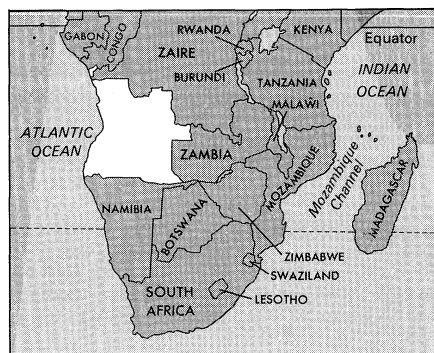 RWANDA
KENYA
GABON
CONGO
ZAIRE
Equator
BURUNDI
TANZANIA
INDIAN
OCEAN
MALAWI
ATLANTIC
OCEAN
ZAMBIA
MOZAMBIQUE
Mozambique
Channel
MADAGASCAR
NAMIBIA
BOTSWANA
ZIMBABWE
SWAZILAND
SOUTH
AFRICA
LESOTHO